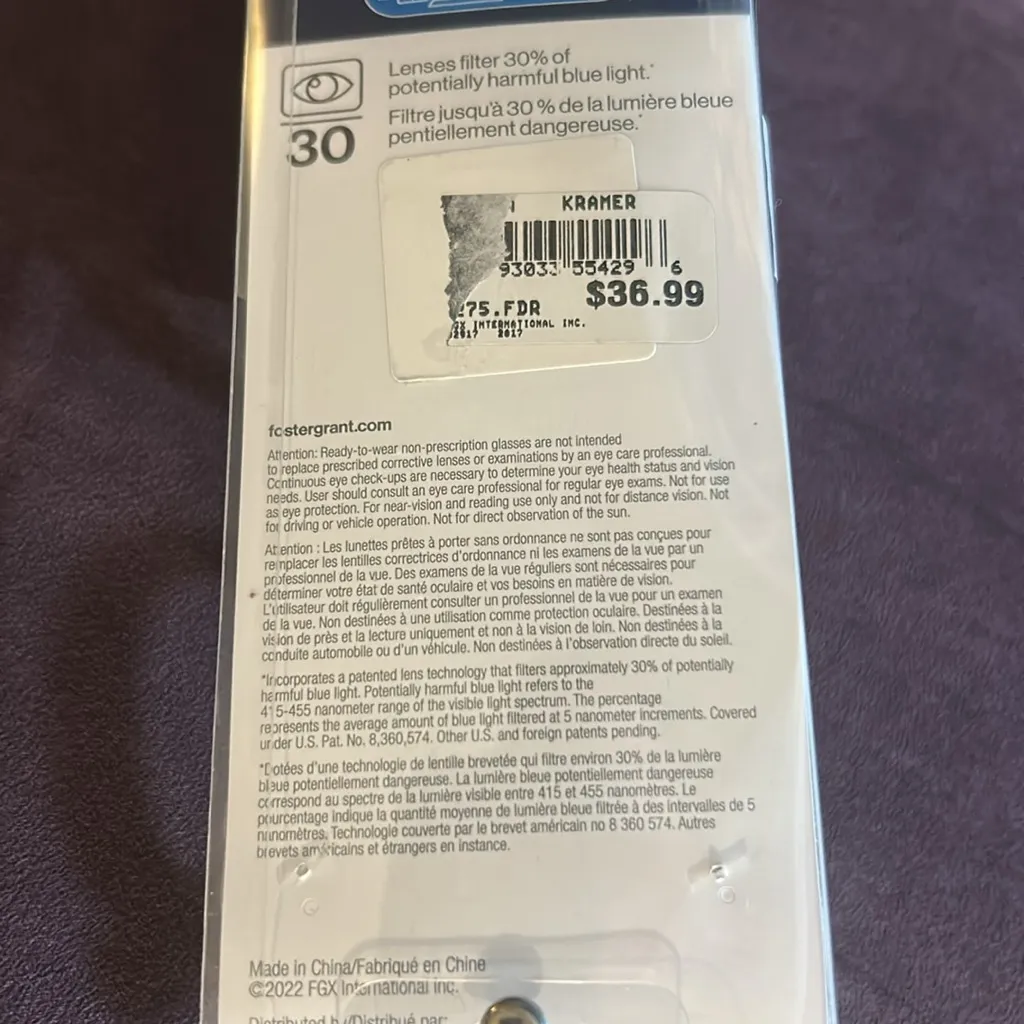 Lenses filter 30% of
potentially harmful blue light.*
30
Filtre jusqu'à 30 % de la lumière bleue
pentiellement dangereuse.*
KRAMER
55429 6
$36.99
75.FDR
INTERNATIONAL INC.
2017 2017
fostergrant.com
Attention: Ready-to-wear non-prescription glasses are not intended
to replace prescribed corrective lenses or examinations by an eye care professional.
Continuous eye check-ups are necessary to determine your eye health status and vision
needs. User should consult an eye care professional for regular eye exams. Not for use
as eye protection. For near-vision and reading use only and not for distance vision. Not
for driving or vehicle operation. Not for direct observation of the sun.
Attention : Les lunettes prêtes à porter sans ordonnance ne sont pas conçues pour
remplacer les lentilles correctrices d'ordonnance ni les examens de la vue par un
professionnel de la vue. Des examens de la vue réguliers sont nécessaires pour
déterminer votre état de santé oculaire et vos besoins en matière de vision.
L'utilisateur doit régulièrement consulter un professionnel de la vue pour un examen
de la vue. Non destinées à une utilisation comme protection oculaire. Destinées à la
vision de près et la lecture uniquement et non à la vision de loin. Non destinées à la
conduite automobile ou d'un véhicule. Non destinées à l'observation directe du soleil.
*Incorporates a patented lens technology that filters approximately 30% of potentially
harmful blue light. Potentially harmful blue light refers to the
415-455 nanometer range of the visible light spectrum. The percentage
represents the average amount of blue light filtered at 5 nanometer increments. Covered
under U.S. Pat. No. 8,360,574. Other U.S. and foreign patents pending.
*Dotées d'une technologie de lentille brevetée qui filtre environ 30% de la lumière
bleue potentiellement dangereuse. La lumière bleue potentiellement dangereuse
correspond au spectre de la lumière visible entre 415 et 455 nanomètres. Le
pourcentage indique la quantité moyenne de lumière bleue filtrée à des intervalles de 5
nanomètres. Technologie couverte par le brevet américain no 8 360 574. Autres
brevets américains et étrangers en instance.
Made in China/Fabriqué en Chine
©2022 FGX International inc.
Distributed by/Distribué par: